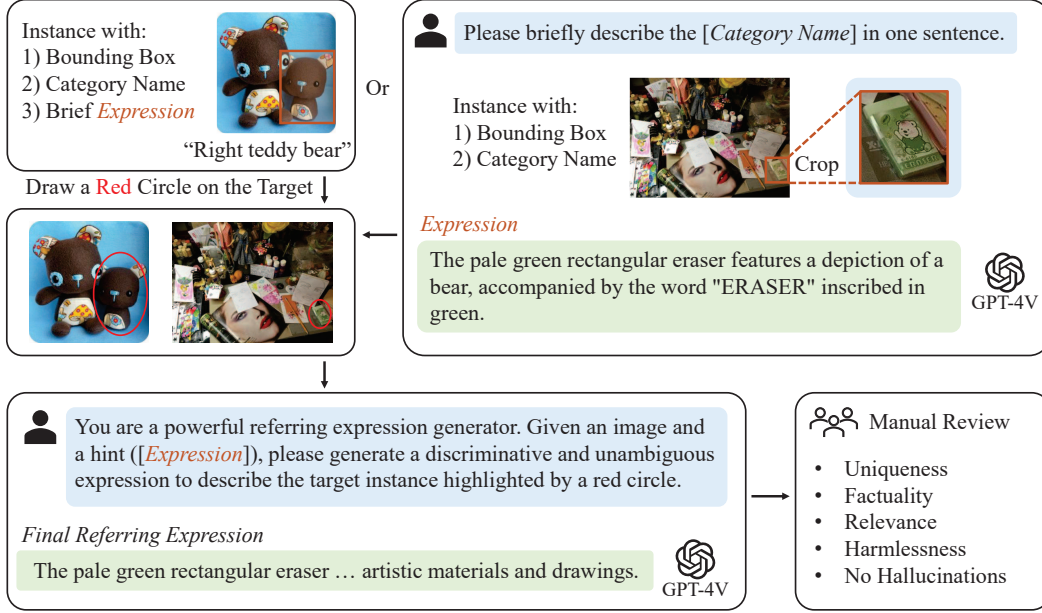 Instance with:
1) Bounding Box
2) Category Name
3) Brief Expression
“Right teddy bear”
Or
Please briefly describe the [Category Name] in one sentence.
Instance with:
1) Bounding Box
2) Category Name
Crop
Expression
The pale green rectangular eraser features a depiction of a
bear, accompanied by the word "ERASER" inscribed in
green.
GPT-4V
Draw a Red Circle on the Target
You are a powerful referring expression generator. Given an image and
a hint ([Expression]), please generate a discriminative and unambiguous
expression to describe the target instance highlighted by a red circle.
Final Referring Expression
The pale green rectangular eraser … artistic materials and drawings.
GPT-4V
Manual Review
• Uniqueness
• Factuality
• Relevance
• Harmlessness
• No Hallucinations